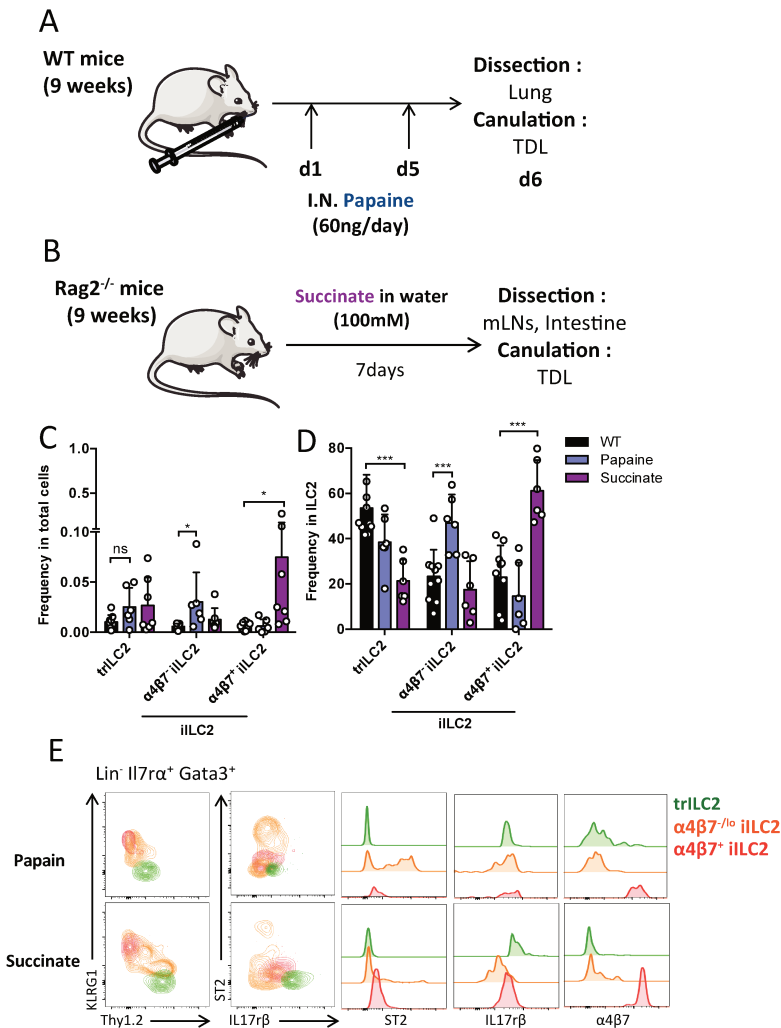 A
WT mice
(9 weeks)
d1
d5
I.N. Papaine
(60ng/day)
Dissection :
Lung
Canulation :
TDL
d6
B
Rag2-/- mice
(9 weeks)
Succinate in water
(100mM)
7days
Dissection :
mLNs, Intestine
Canulation :
TDL
C
Frequency in total cells
1.0
0.5
0.10
0.05
0.00
ns
*
*
trILC2
α4β7- iILC2
α4β7+ iILC2
iILC2
D
Frequency in ILC2
80
60
40
20
0
***
***
***
WT
Papaine
Succinate
trILC2
α4β7- iILC2
α4β7+ iILC2
iILC2
E
Lin- Il7rα+ Gata3+
trILC2
α4β7-/lo iILC2
α4β7+ iILC2
Papain
Succinate
KLRG1
Thy1.2
ST2
IL17rβ
ST2
IL17rβ
α4β7